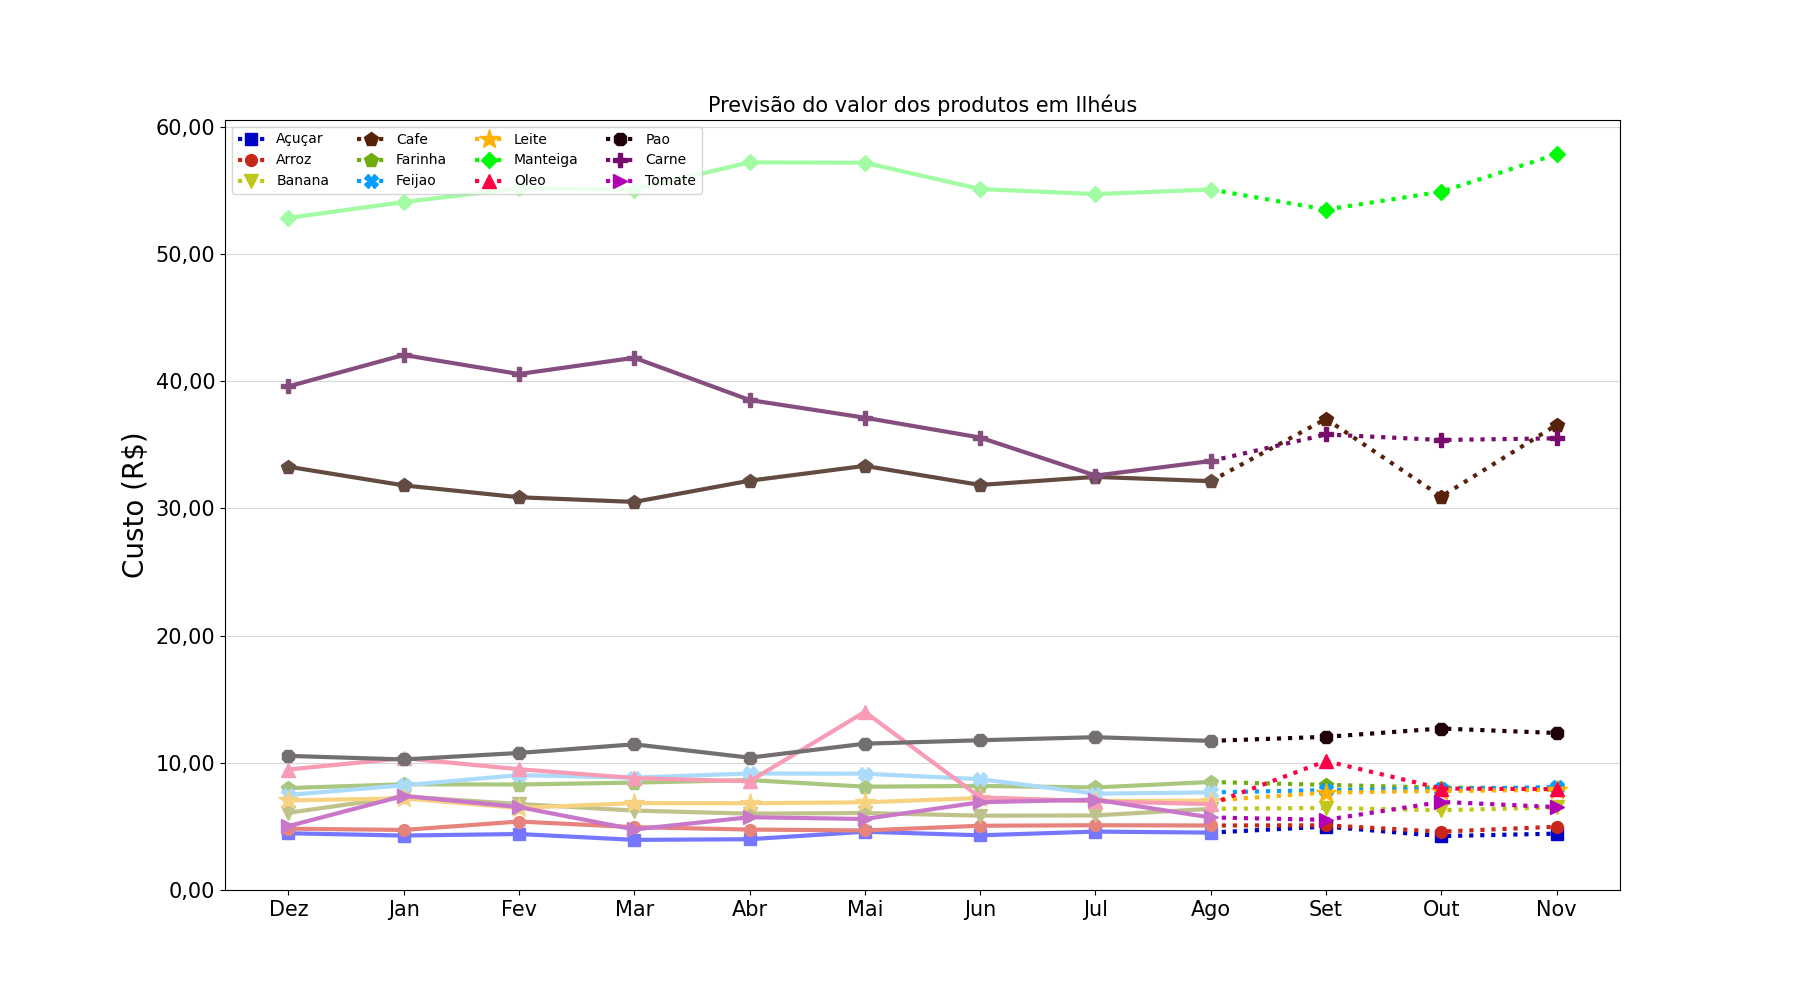 Previsão do valor dos produtos em Ilhéus
Açuçar Cafe Leite Pao
Arroz Farinha Manteiga Carne
Banana Feijao Oleo Tomate
Custo (R$)
60,00
50,00
40,00
30,00
20,00
10,00
0,00
Dez Jan Fev Mar Abr Mai Jun Jul Ago Set Out Nov